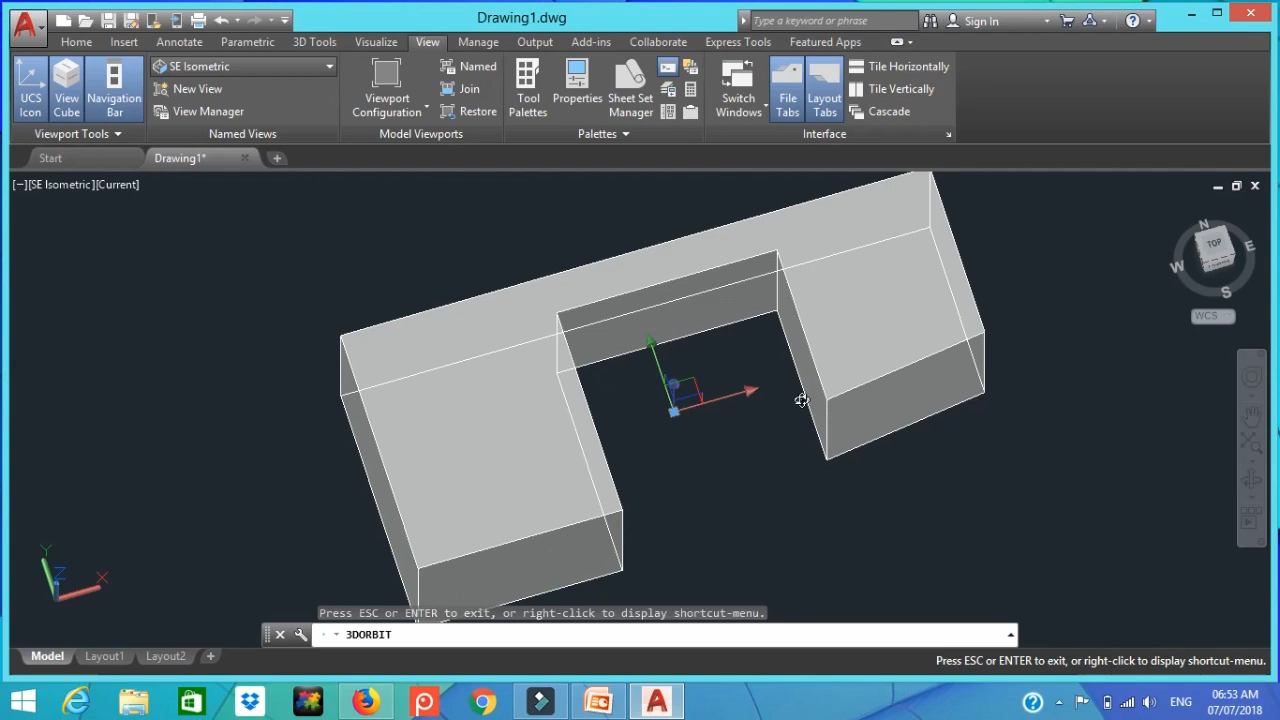 Drawing1.dwg
Type a keyword or phrase
Sign In
Home Insert Annotate Parametric 3D Tools Visualize View Manage Output Add-ins Collaborate Express Tools Featured Apps
UCS Icon
View Cube
Navigation Bar
Viewport Tools
SE Isometric
New View
View Manager
Named Views
Viewport Configuration
Named
Join
Restore
Model Viewports
Tool Palettes
Properties
Sheet Set Manager
Palettes
Switch Windows
File Tabs
Layout Tabs
Tile Horizontally
Tile Vertically
Cascade
Interface
Start
Drawing1*
[−][SE Isometric][Current]
N
W
TOP
E
S
WCS
Y
Z
X
Press ESC or ENTER to exit, or right-click to display shortcut-menu.
3DORBIT
Model Layout1 Layout2
Press ESC or ENTER to exit, or right-click to display shortcut-menu.
ENG
06:53 AM
07/07/2018